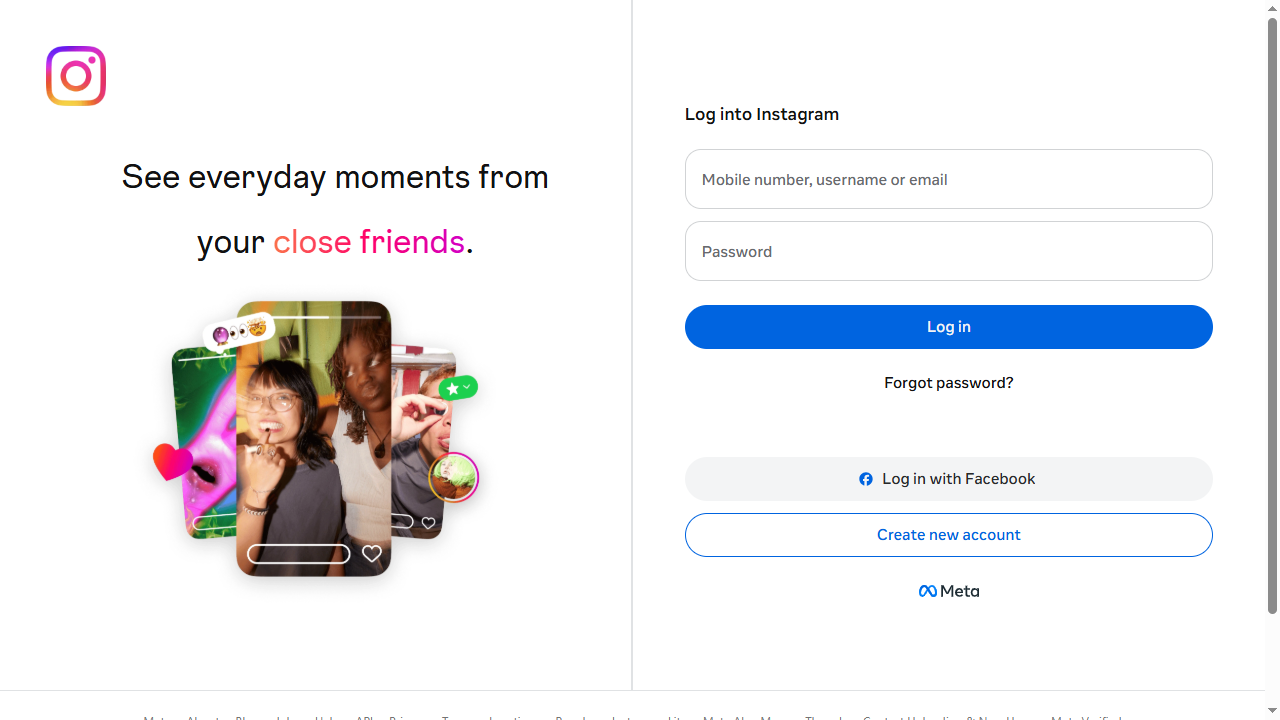 See everyday moments from
your close friends.
Log into Instagram
Mobile number, username or email
Password
Log in
Forgot password?
Log in with Facebook
Create new account
Meta